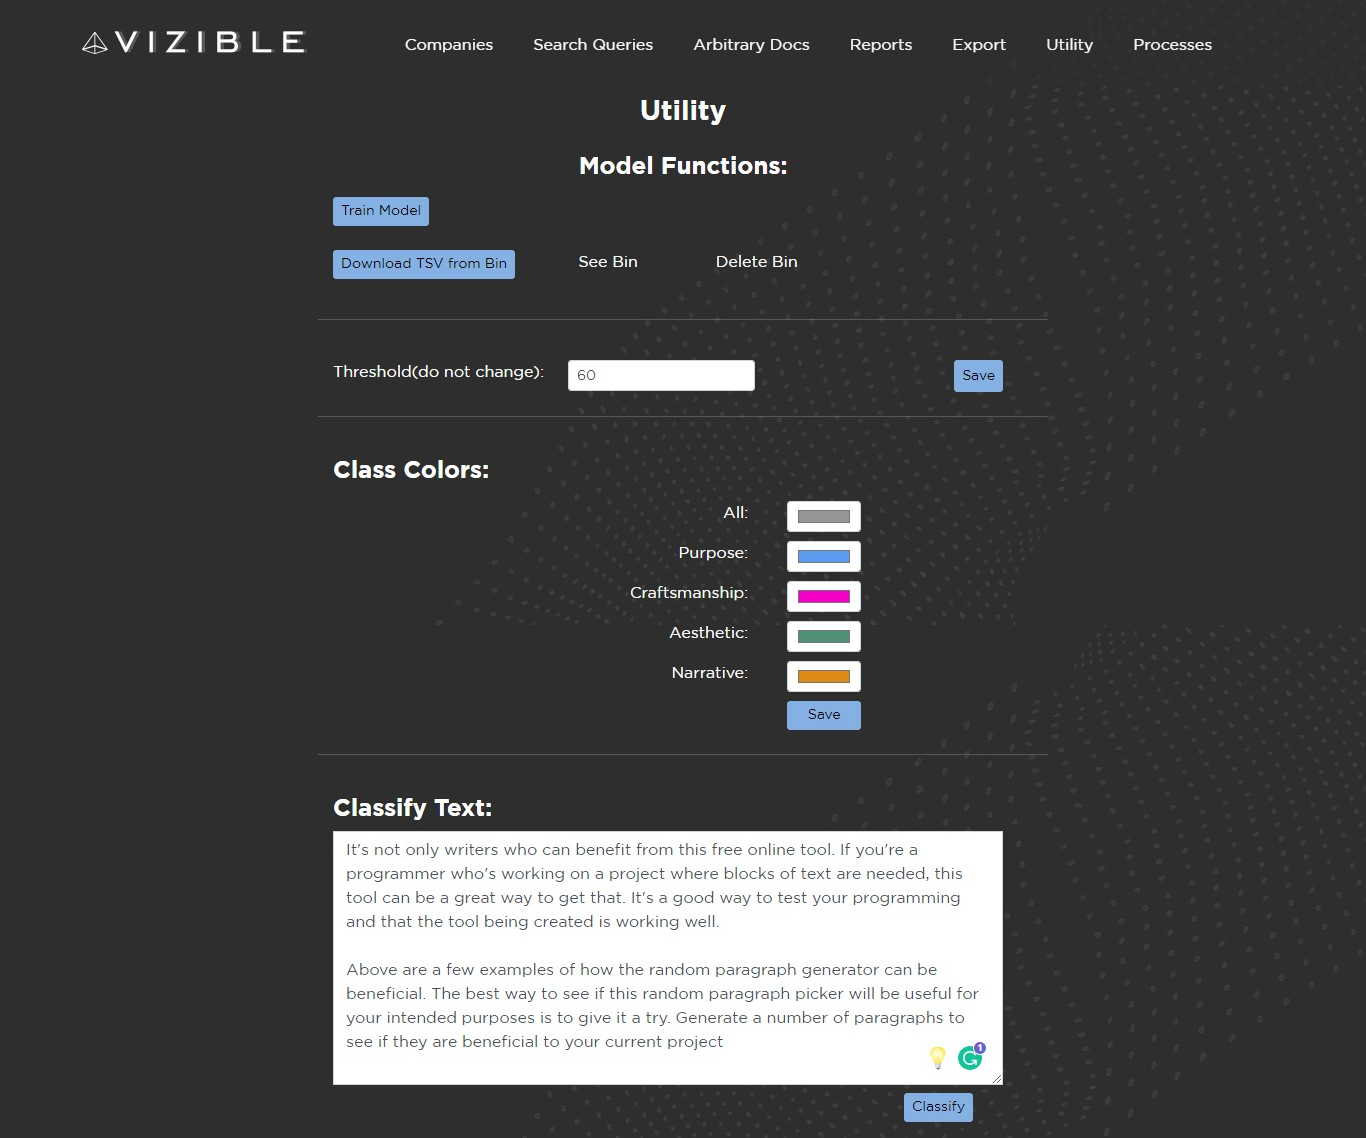 VIZIBLE
Companies Search Queries Arbitrary Docs Reports Export Utility Processes
Utility
Model Functions:
Train Model
Download TSV from Bin See Bin Delete Bin
Threshold(do not change): 60 Save
Class Colors:
All:
Purpose:
Craftsmanship:
Aesthetic:
Narrative:
Save
Classify Text:
It's not only writers who can benefit from this free online tool. If you're a
programmer who's working on a project where blocks of text are needed, this
tool can be a great way to get that. It's a good way to test your programming
and that the tool being created is working well.
Above are a few examples of how the random paragraph generator can be
beneficial. The best way to see if this random paragraph picker will be useful for
your intended purposes is to give it a try. Generate a number of paragraphs to
see if they are beneficial to your current project
1
Classify